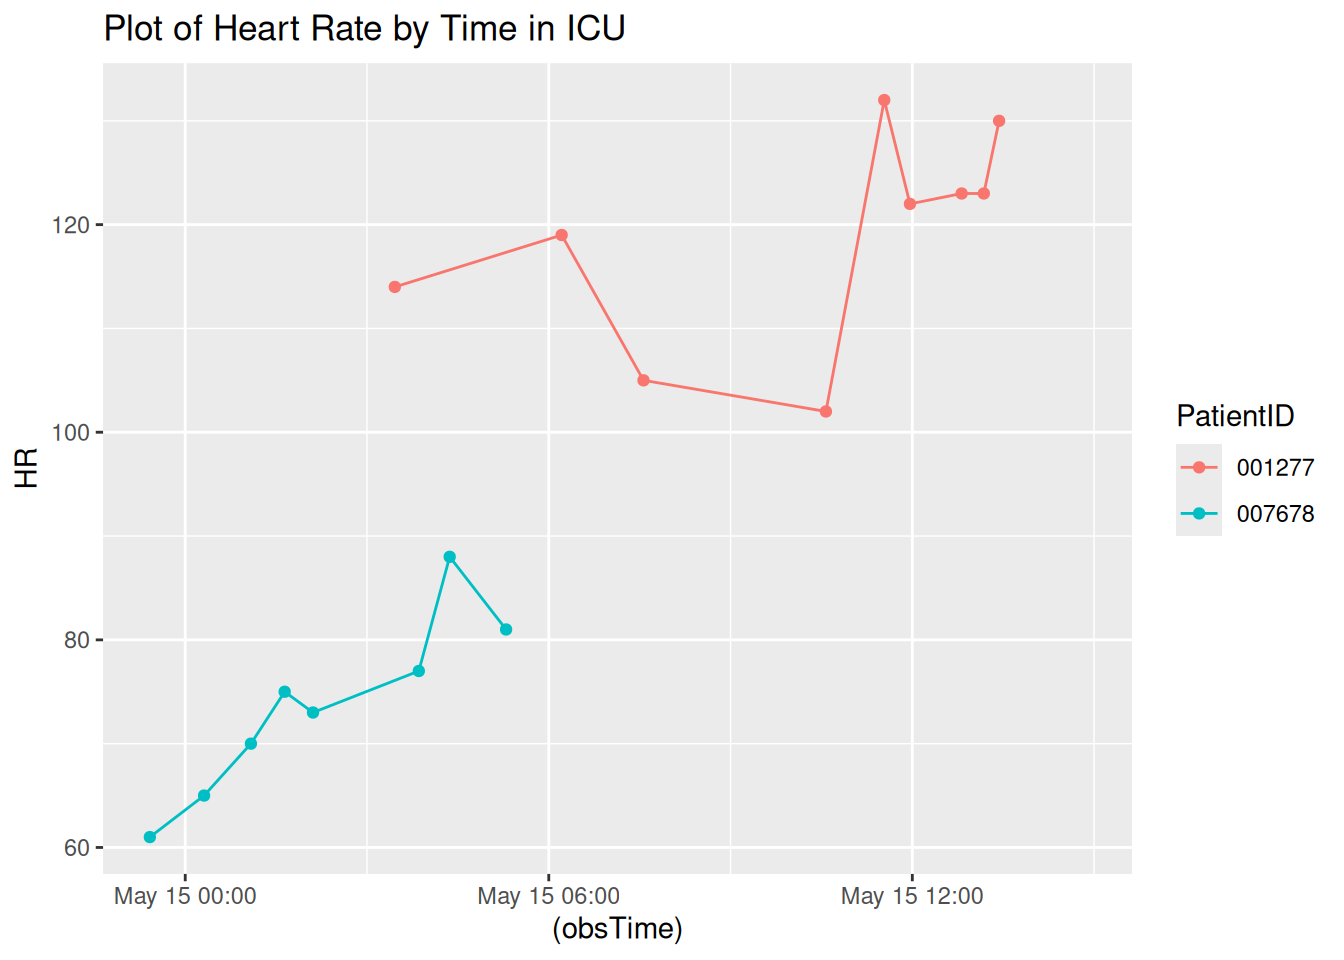 Plot of Heart Rate by Time in ICU
120
100
80
60
HR
May 15 00:00
May 15 06:00
May 15 12:00
(obsTime)
PatientID
001277
007678